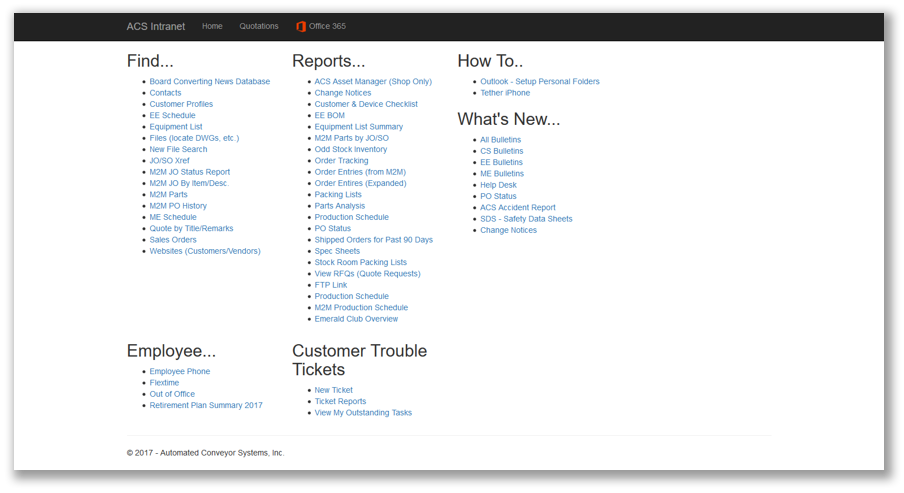 ACS Intranet Home Quotations Office 365
Find...
Board Converting News Database
Contacts
Customer Profiles
EE Schedule
Equipment List
Files (locate DWGs, etc.)
New File Search
JO/SO Xref
M2M JO Status Report
M2M JO By Item/Desc.
M2M Parts
M2M PO History
ME Schedule
Quote by Title/Remarks
Sales Orders
Websites (Customers/Vendors)
Reports...
ACS Asset Manager (Shop Only)
Change Notices
Customer & Device Checklist
EE BOM
Equipment List Summary
M2M Parts by JO/SO
Odd Stock Inventory
Order Tracking
Order Entries (from M2M)
Order Entires (Expanded)
Packing Lists
Parts Analysis
Production Schedule
PO Status
Shipped Orders for Past 90 Days
Spec Sheets
Stock Room Packing Lists
View RFQs (Quote Requests)
FTP Link
Production Schedule
M2M Production Schedule
Emerald Club Overview
How To..
Outlook - Setup Personal Folders
Tether iPhone
What's New...
All Bulletins
CS Bulletins
EE Bulletins
ME Bulletins
Help Desk
PO Status
ACS Accident Report
SDS - Safety Data Sheets
Change Notices
Employee...
Employee Phone
Flextime
Out of Office
Retirement Plan Summary 2017
Customer Trouble
Tickets
New Ticket
Ticket Reports
View My Outstanding Tasks
© 2017 - Automated Conveyor Systems, Inc.